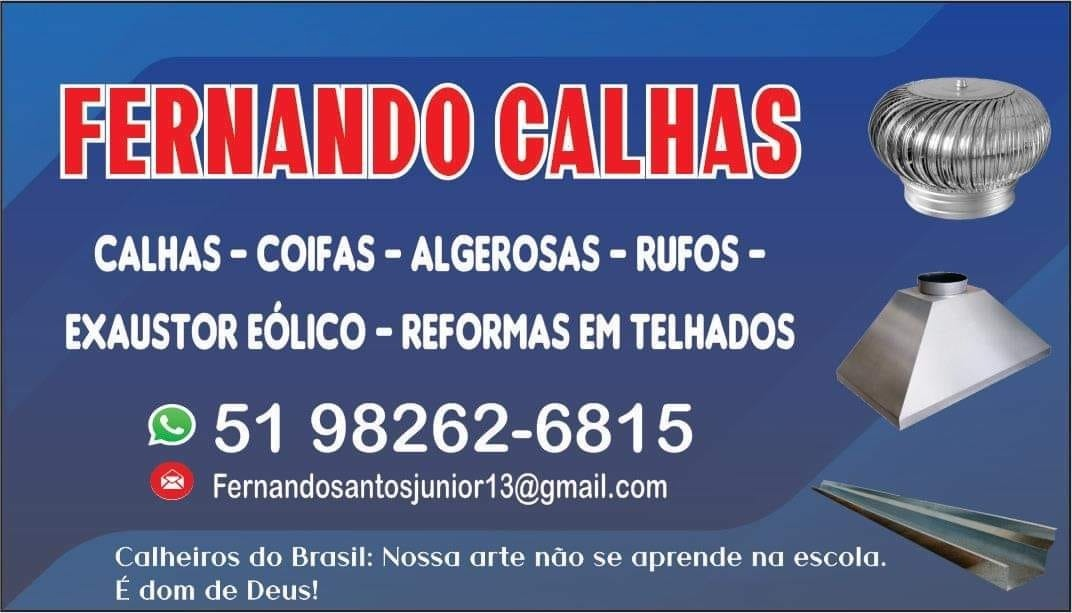 FERNANDO CALHAS
CALHAS - COIFAS - ALGEROSAS - RUFOS -
EXAUSTOR EÓLICO - REFORMAS EM TELHADOS
51 98262-6815
Fernandosantosjunior13@gmail.com
Calheiros do Brasil: Nossa arte não se aprende na escola.
É dom de Deus!